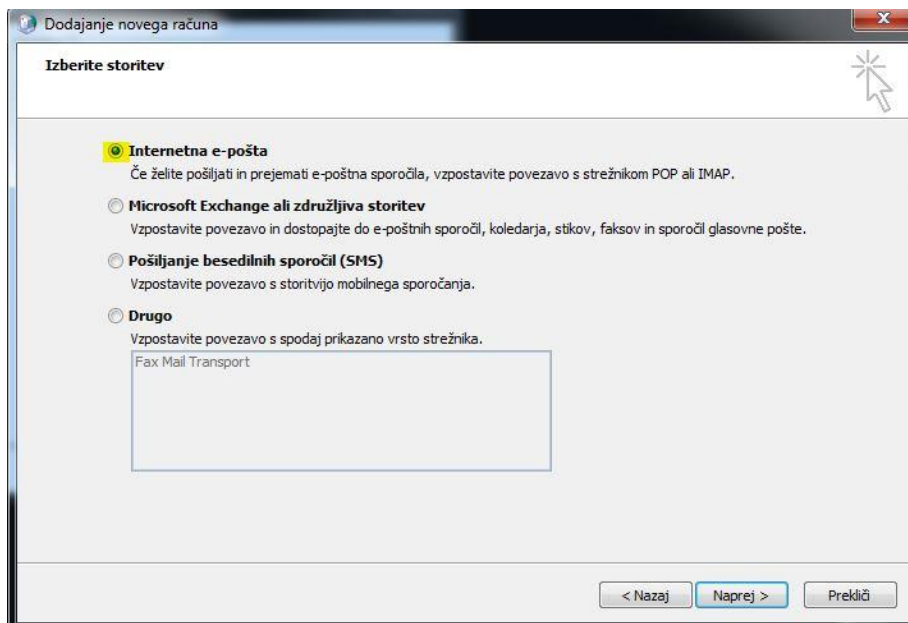 Dodajanje novega računa
x
Izberite storitev
Internetna e-pošta
Če želite pošiljati in prejemati e-poštna sporočila, vzpostavite povezavo s strežnikom POP ali IMAP.
Microsoft Exchange ali združljiva storitev
Vzpostavite povezavo in dostopajte do e-poštnih sporočil, koledarja, stikov, faksov in sporočil glasovne pošte.
Pošiljanje besedilnih sporočil (SMS)
Vzpostavite povezavo s storitvijo mobilnega sporočanja.
Drugo
Vzpostavite povezavo s spodaj prikazano vrsto strežnika.
Fax Mail Transport
< Nazaj Naprej > Prekliči